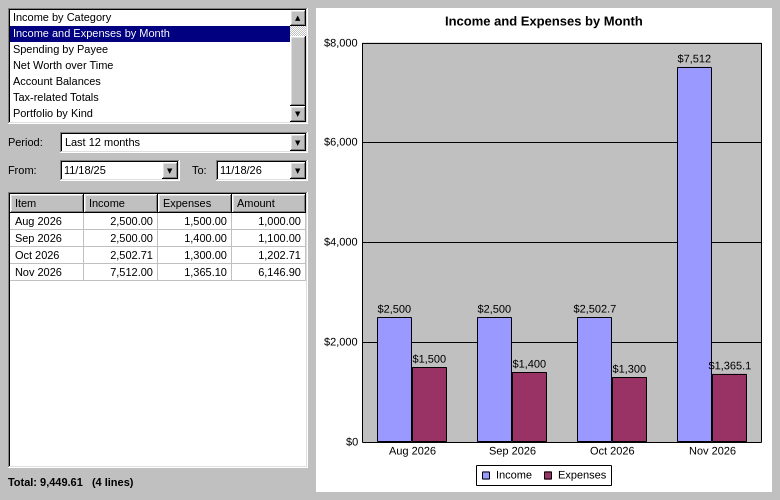 Income by Category
Income and Expenses by Month
Spending by Payee
Net Worth over Time
Account Balances
Tax-related Totals
Portfolio by Kind
Period: Last 12 months
From: 11/18/25 To: 11/18/26
Item Income Expenses Amount
Aug 2026 2,500.00 1,500.00 1,000.00
Sep 2026 2,500.00 1,400.00 1,100.00
Oct 2026 2,502.71 1,300.00 1,202.71
Nov 2026 7,512.00 1,365.10 6,146.90
Total: 9,449.61 (4 lines)
Income and Expenses by Month
$8,000
$7,512
$6,000
$4,000
$2,500 $2,500 $2,502.7
$2,000
$1,500 $1,400 $1,300 $1,365.1
$0
Aug 2026 Sep 2026 Oct 2026 Nov 2026
Income Expenses